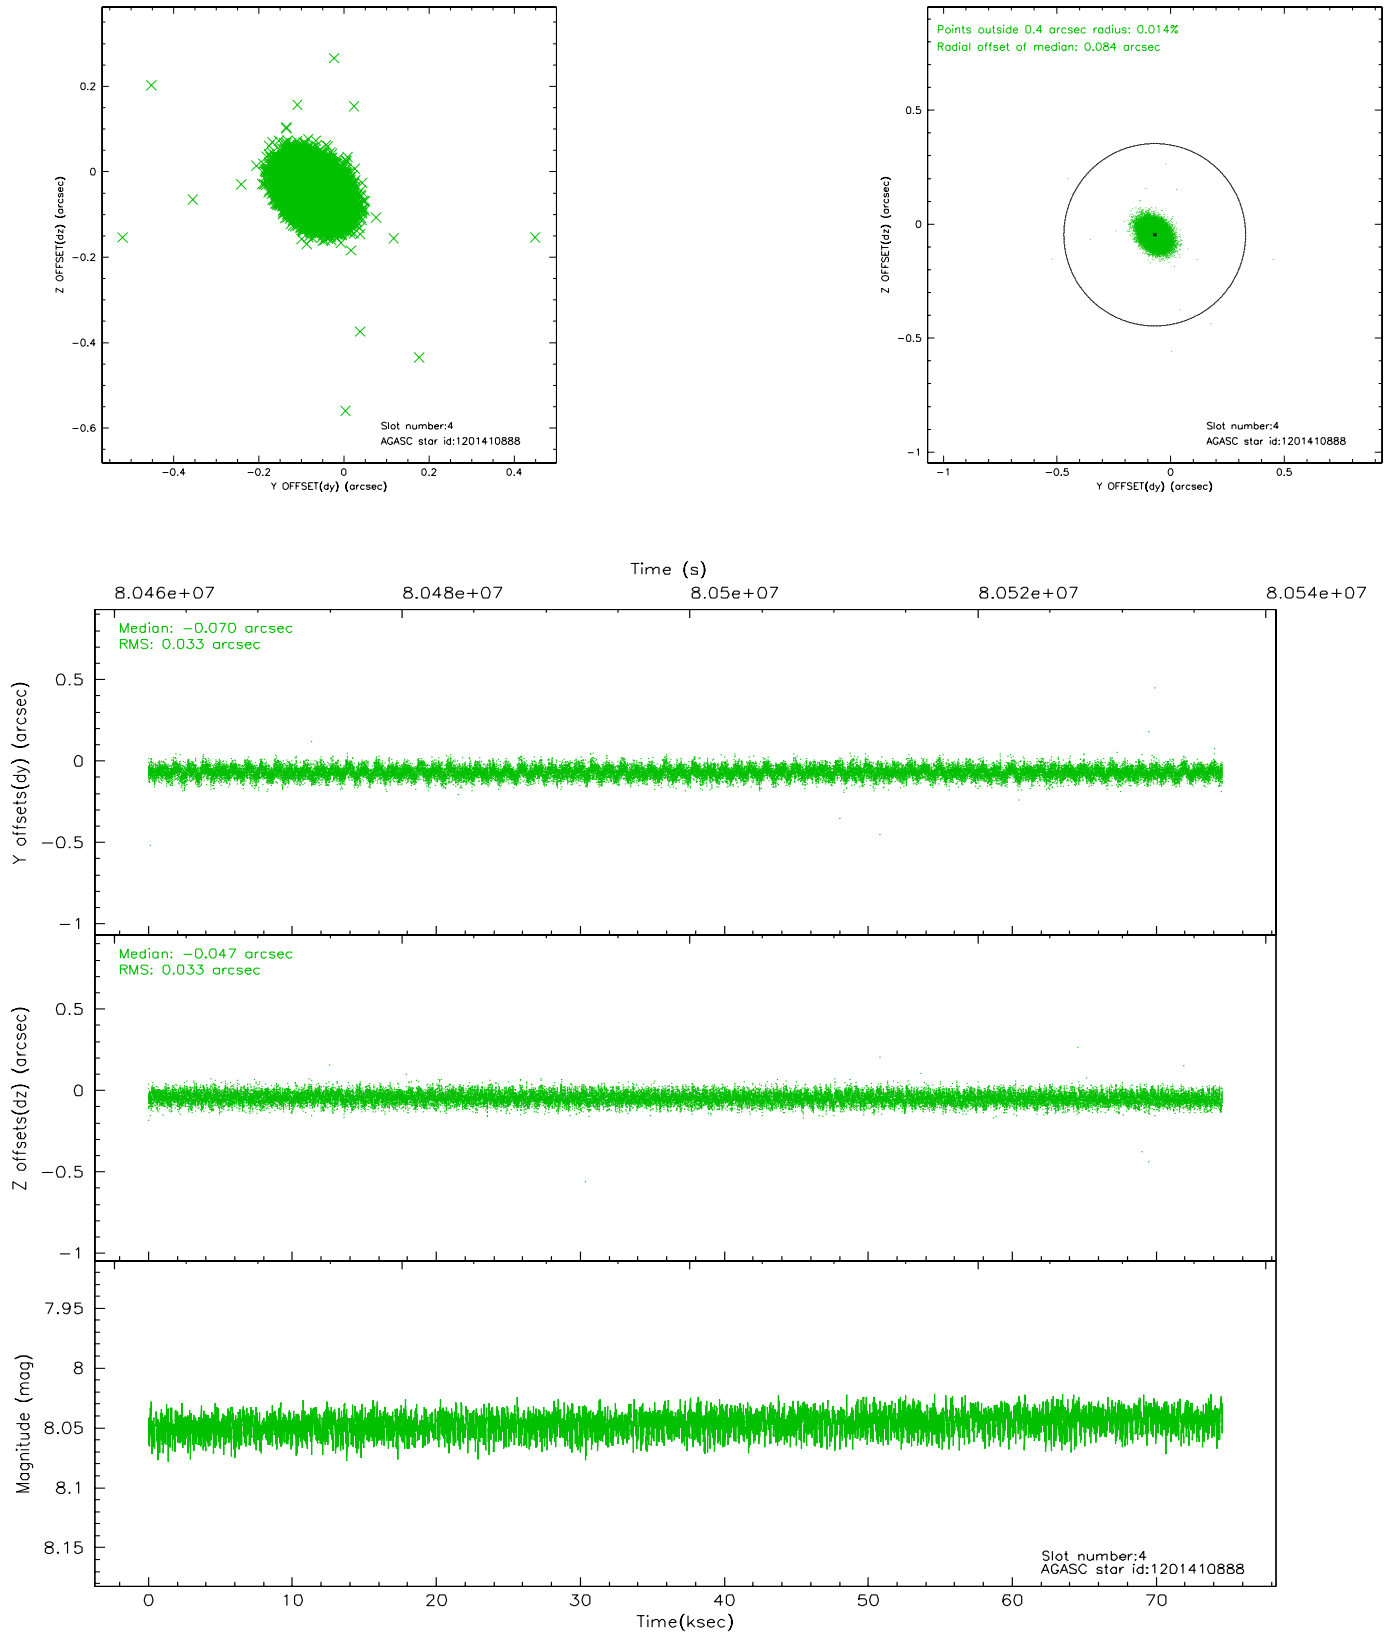 0.2
0
−0.2
−0.4
−0.6
Z OFFSET(dz) (arcsec)
Slot number:4
AGASC star id:1201410888
−0.4
−0.2
0
0.2
0.4
Y OFFSET(dy) (arcsec)
Points outside 0.4 arcsec radius: 0.014%
Radial offset of median: 0.084 arcsec
0.5
0
−0.5
−1
Z OFFSET(dz) (arcsec)
Slot number:4
AGASC star id:1201410888
−1
−0.5
0
0.5
Y OFFSET(dy) (arcsec)
Time (s)
8.046e+07
8.048e+07
8.05e+07
8.052e+07
8.054e+07
Median: −0.070 arcsec
RMS: 0.033 arcsec
0.5
0
−0.5
−1
Y offsets(dy) (arcsec)
Median: −0.047 arcsec
RMS: 0.033 arcsec
0.5
0
−0.5
−1
Z offsets(dz) (arcsec)
7.95
8
8.05
8.1
8.15
Magnitude (mag)
Slot number:4
AGASC star id:1201410888
0
10
20
30
40
50
60
70
Time(ksec)